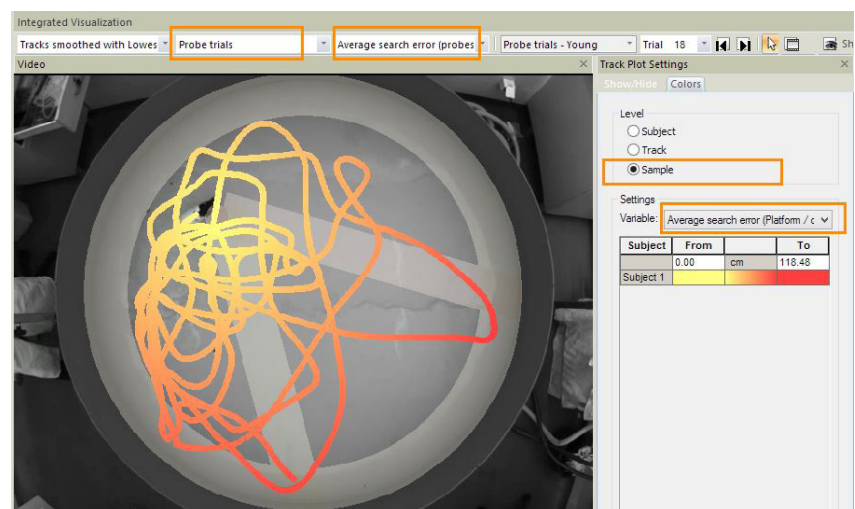 Integrated Visualization
Tracks smoothed with Lowes Probe trials Average search error (probes Probe trials - Young Trial 18 Sh
Video Track Plot Settings
Show/Hide Colors
Level
Subject
Track
Sample
Settings
Variable: Average search error (Platform / c
Subject From To
0.00 cm 118.48
Subject 1